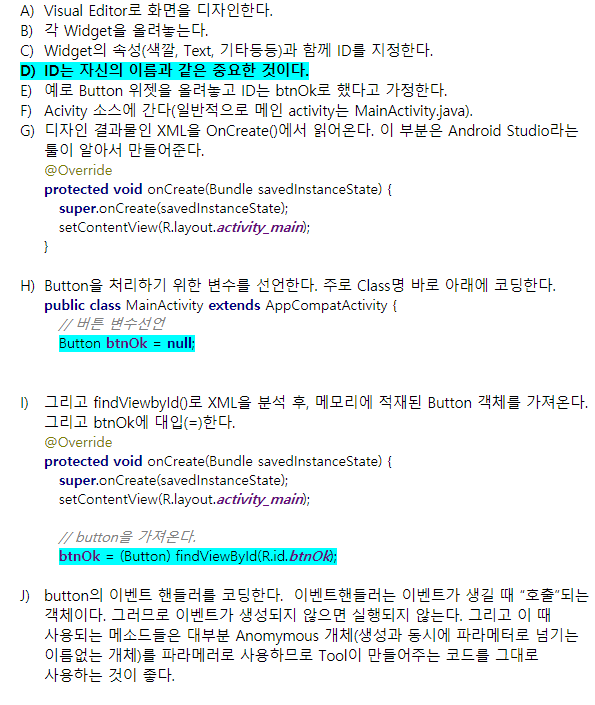 A) Visual Editor로 화면을 디자인한다.
B) 각 Widget을 올려놓는다.
C) Widget의 속성(색깔, Text, 기타등등)과 함께 ID를 지정한다.
D) ID는 자신의 이름과 같은 중요한 것이다.
E) 예로 Button 위젯을 올려놓고 ID는 btnOk로 했다고 가정한다.
F) Acivity 소스에 간다(일반적으로 메인 activity는 MainActivity.java).
G) 디자인 결과물인 XML을 OnCreate()에서 읽어온다. 이 부분은 Android Studio라는
툴이 알아서 만들어준다.
@Override
protected void onCreate(Bundle savedInstanceState) {
super.onCreate(savedInstanceState);
setContentView(R.layout.activity_main);
}
H) Button을 처리하기 위한 변수를 선언한다. 주로 Class명 바로 아래에 코딩한다.
public class MainActivity extends AppCompatActivity {
// 버튼 변수선언
Button btnOk = null;
I) 그리고 findViewbyId()로 XML을 분석 후, 메모리에 적재된 Button 객체를 가져온다.
그리고 btnOk에 대입(=)한다.
@Override
protected void onCreate(Bundle savedInstanceState) {
super.onCreate(savedInstanceState);
setContentView(R.layout.activity_main);
// button을 가져온다.
btnOk = (Button) findViewById(R.id.btnOk);
J) button의 이벤트 핸들러를 코딩한다. 이벤트핸들러는 이벤트가 생길 때 “호출”되는
객체이다. 그러므로 이벤트가 생성되지 않으면 실행되지 않는다. 그리고 이 때
사용되는 메소드들은 대부분 Anomymous 개체(생성과 동시에 파라메터로 넘기는
이름없는 개체)를 파라메러로 사용하므로 Tool이 만들어주는 코드를 그대로
사용하는 것이 좋다.